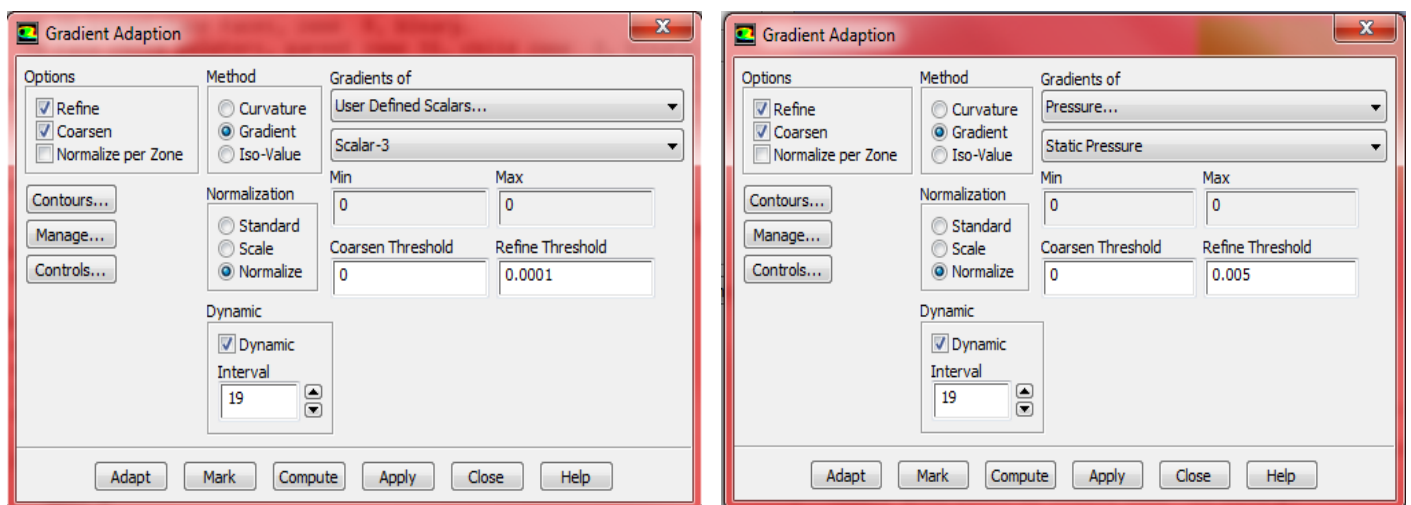 Gradient Adaption
X
Options
Refine
Coarsen
Normalize per Zone
Contours...
Manage...
Controls...
Method
Curvature
Gradient
Iso-Value
Normalization
Standard
Scale
Normalize
Dynamic
Dynamic
Interval
19
Gradients of
User Defined Scalars...
Scalar-3
Min Max
0 0
Coarsen Threshold Refine Threshold
0 0.0001
Adapt Mark Compute Apply Close Help
Gradient Adaption
X
Options
Refine
Coarsen
Normalize per Zone
Contours...
Manage...
Controls...
Method
Curvature
Gradient
Iso-Value
Normalization
Standard
Scale
Normalize
Dynamic
Dynamic
Interval
19
Gradients of
Pressure...
Static Pressure
Min Max
0 0
Coarsen Threshold Refine Threshold
0 0.005
Adapt Mark Compute Apply Close Help